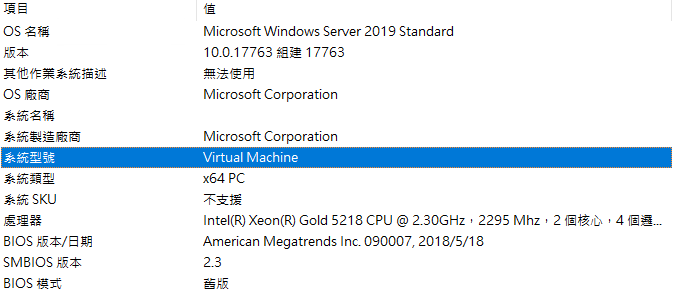 項目 值
OS 名稱 Microsoft Windows Server 2019 Standard
版本 10.0.17763 組建 17763
其他作業系統描述 無法使用
OS 廠商 Microsoft Corporation
系統名稱
系統製造廠商 Microsoft Corporation
系統型號 Virtual Machine
系統類型 x64 PC
系統 SKU 不支援
處理器 Intel(R) Xeon(R) Gold 5218 CPU @ 2.30GHz，2295 Mhz，2 個核心，4 個邏...
BIOS 版本/日期 American Megatrends Inc. 090007, 2018/5/18
SMBIOS 版本 2.3
BIOS 模式 舊版